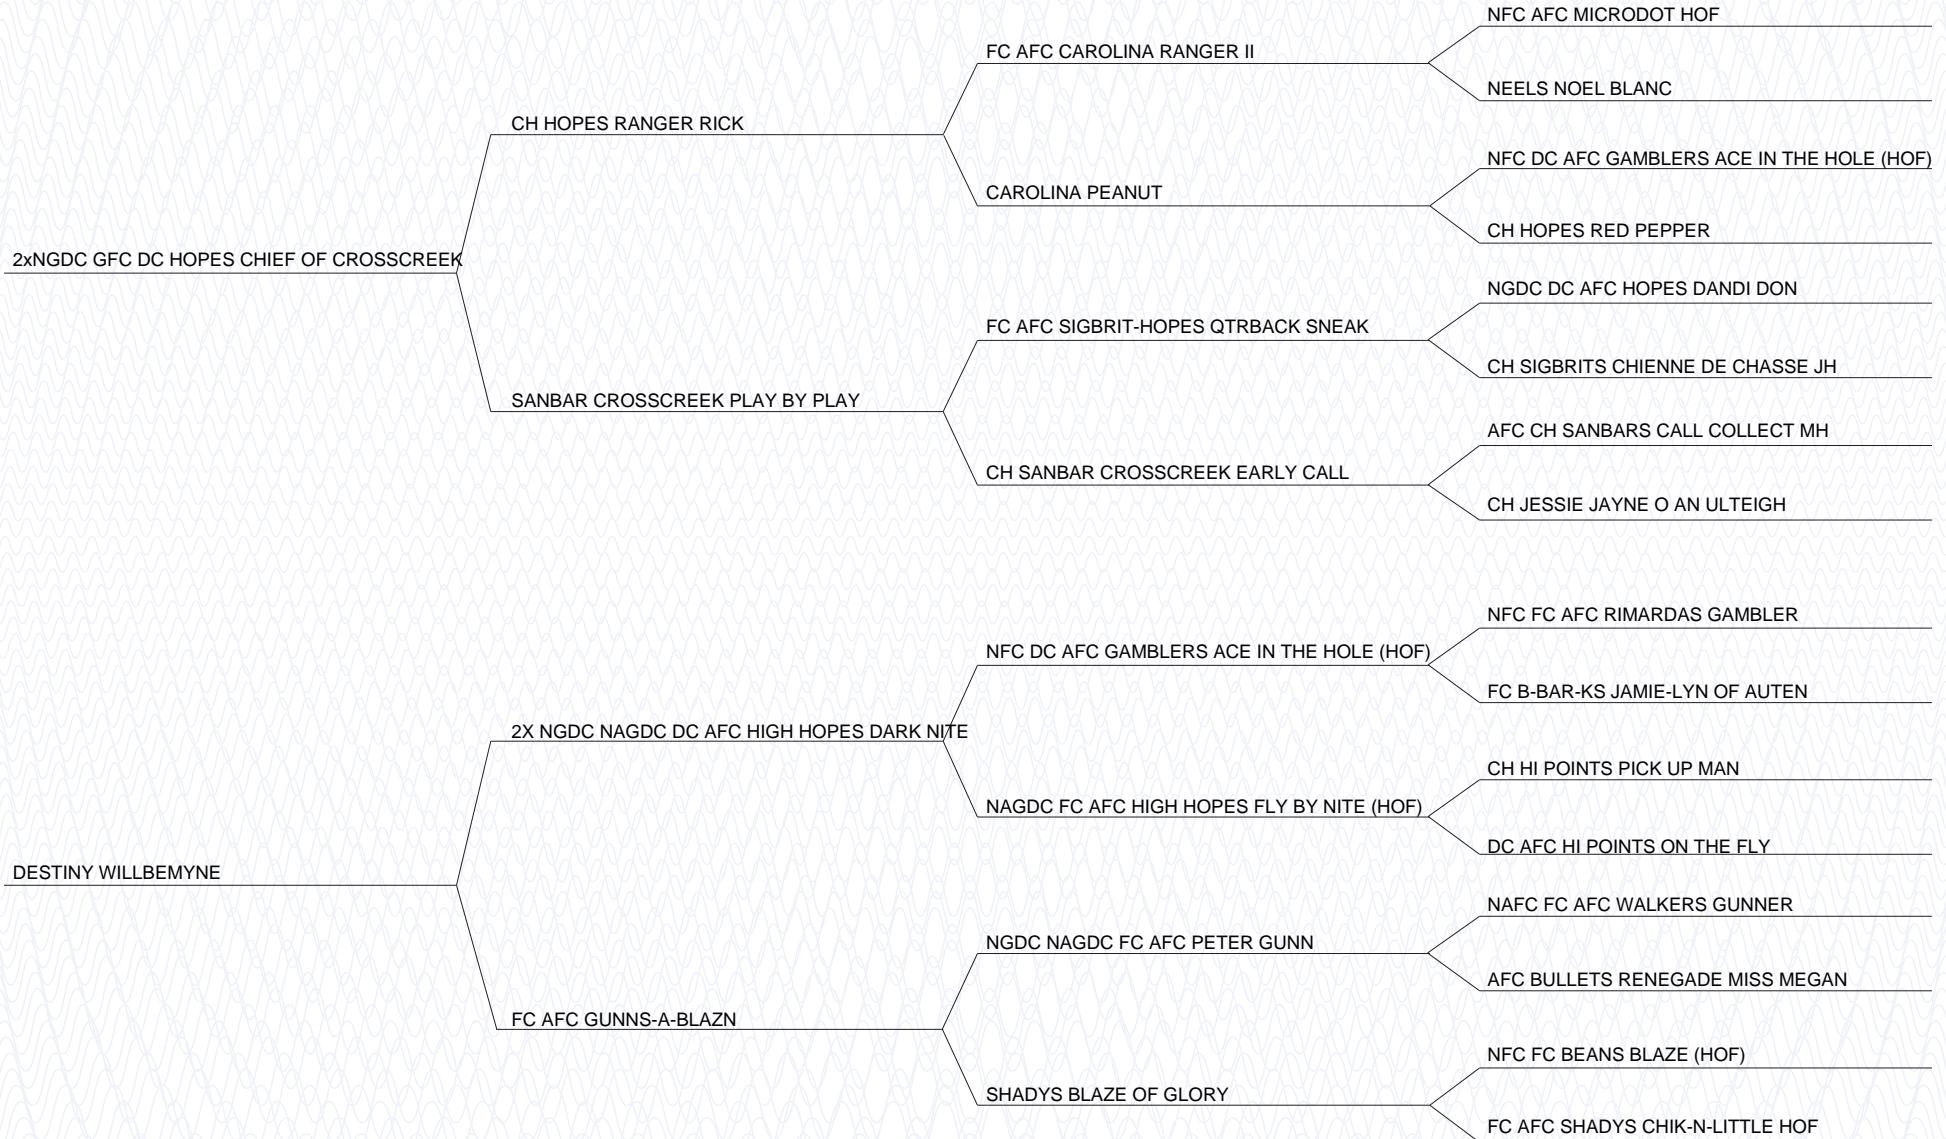 NFC AFC MICRODOT HOF
FC AFC CAROLINA RANGER II
NEELS NOEL BLANC
CH HOPES RANGER RICK
NFC DC AFC GAMBLERS ACE IN THE HOLE (HOF)
CAROLINA PEANUT
CH HOPES RED PEPPER
2xNGDC GFC DC HOPES CHIEF OF CROSSCREEK
NGDC DC AFC HOPES DANDI DON
FC AFC SIGBRIT-HOPES QTRBACK SNEAK
CH SIGBRITS CHIENNE DE CHASSE JH
SANBAR CROSSCREEK PLAY BY PLAY
AFC CH SANBARS CALL COLLECT MH
CH SANBAR CROSSCREEK EARLY CALL
CH JESSIE JAYNE O AN ULTEIGH
NFC FC AFC RIMARDAS GAMBLER
NFC DC AFC GAMBLERS ACE IN THE HOLE (HOF)
FC B-BAR-KS JAMIE-LYN OF AUTEN
2X NGDC NAGDC DC AFC HIGH HOPES DARK NITE
CH HI POINTS PICK UP MAN
NAGDC FC AFC HIGH HOPES FLY BY NITE (HOF)
DC AFC HI POINTS ON THE FLY
DESTINY WILLBEMYNE
NAFC FC AFC WALKERS GUNNER
NGDC NAGDC FC AFC PETER GUNN
AFC BULLETS RENEGADE MISS MEGAN
FC AFC GUNNS-A-BLAZN
NFC FC BEANS BLAZE (HOF)
SHADYS BLAZE OF GLORY
FC AFC SHADYS CHIK-N-LITTLE HOF